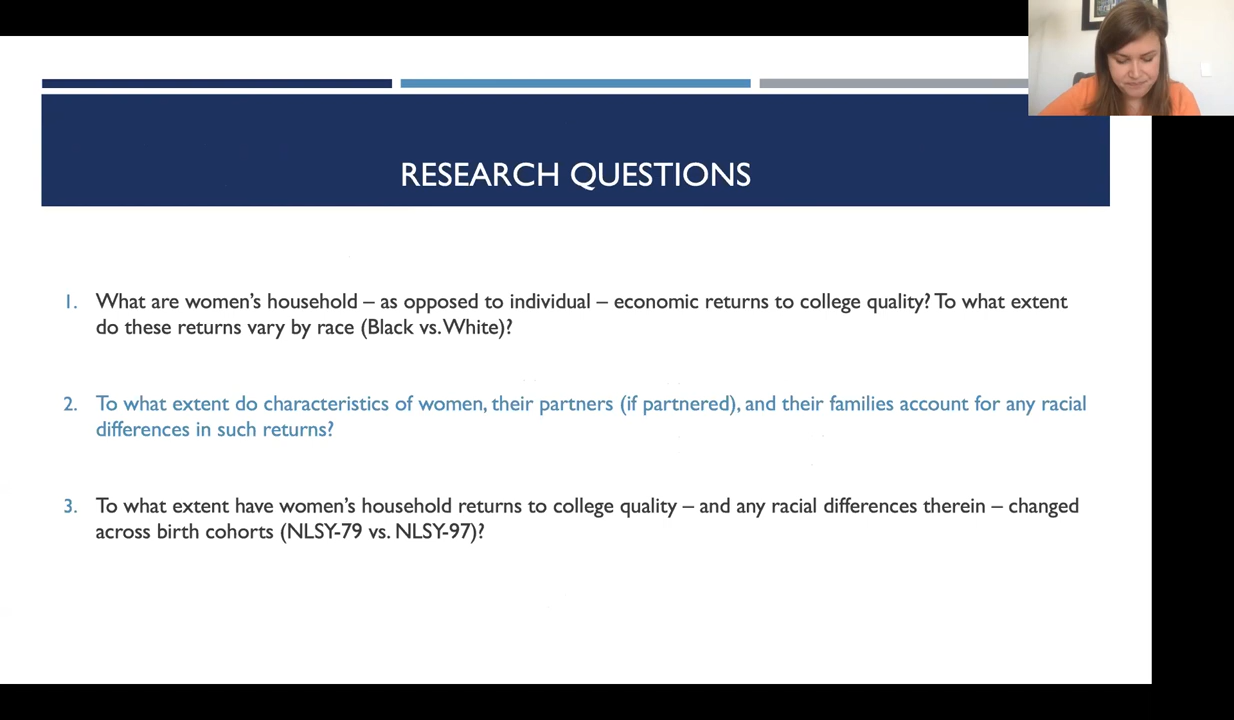 RESEARCH QUESTIONS
1. What are women's household – as opposed to individual – economic returns to college quality? To what extent
do these returns vary by race (Black vs. White)?
2. To what extent do characteristics of women, their partners (if partnered), and their families account for any racial
differences in such returns?
3. To what extent have women's household returns to college quality – and any racial differences therein – changed
across birth cohorts (NLSY-79 vs. NLSY-97)?